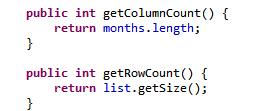 public int getColumnCount() {
    return months.length;
}
public int getRowCount() {
    return list.getSize();
}